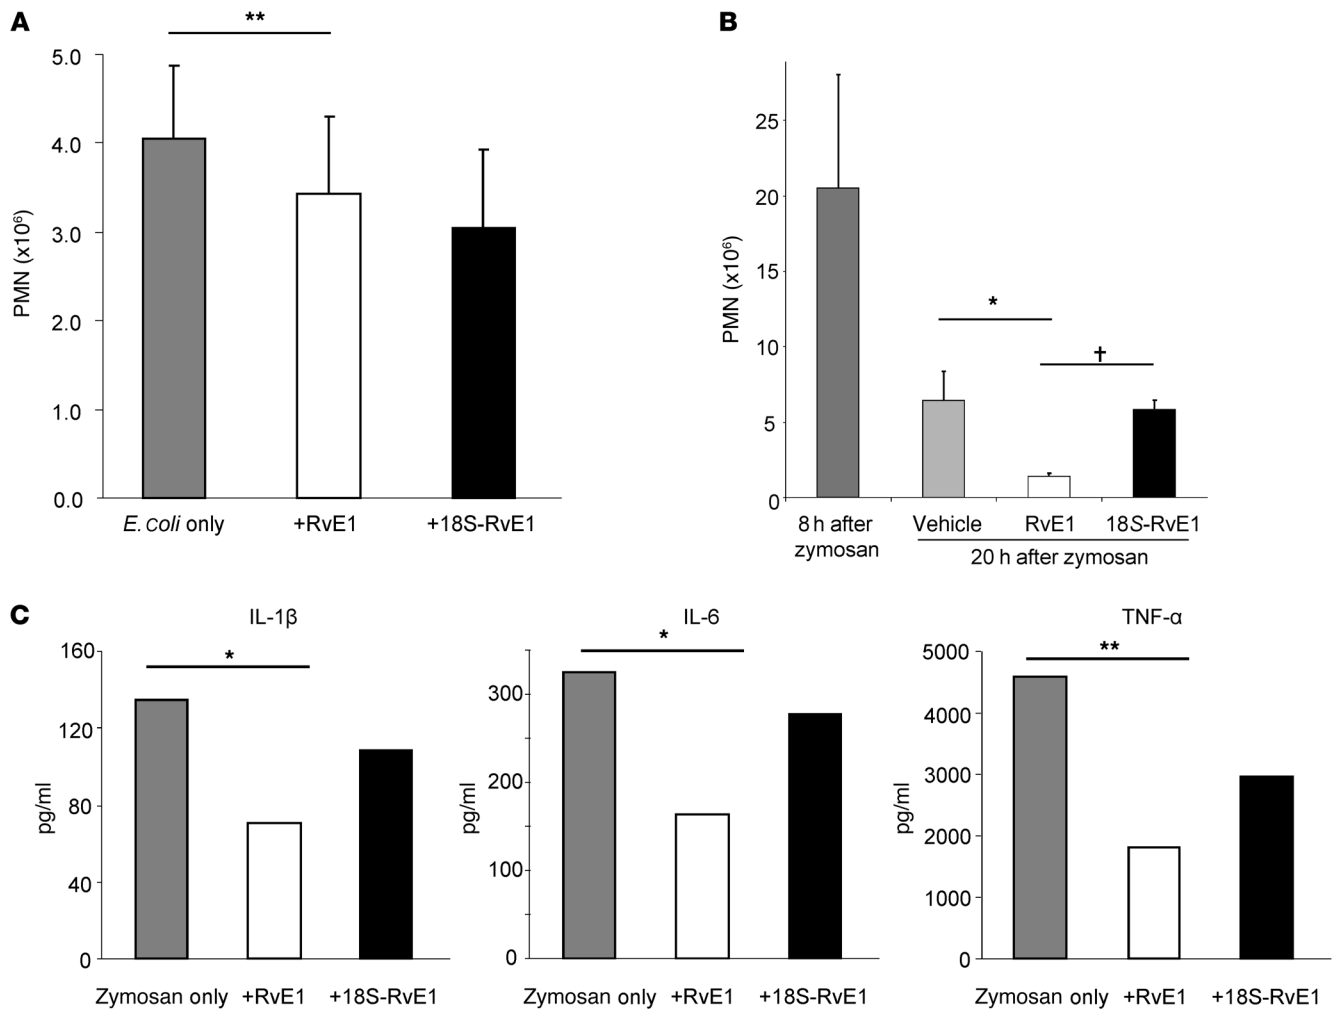 A
**
5.0
4.0
3.0
2.0
1.0
0.0
PMN (x10⁶)
E. coli only
+RvE1
+18S-RvE1
B
25
20
15
10
5
0
PMN (x10⁶)
*
†
8 h after
zymosan
Vehicle
RvE1
18S-RvE1
20 h after zymosan
C
IL-1β
160
120
80
40
0
pg/ml
*
Zymosan only
+RvE1
+18S-RvE1
IL-6
300
200
100
0
pg/ml
*
Zymosan only
+RvE1
+18S-RvE1
TNF-α
5000
4000
3000
2000
1000
0
pg/ml
**
Zymosan only
+RvE1
+18S-RvE1